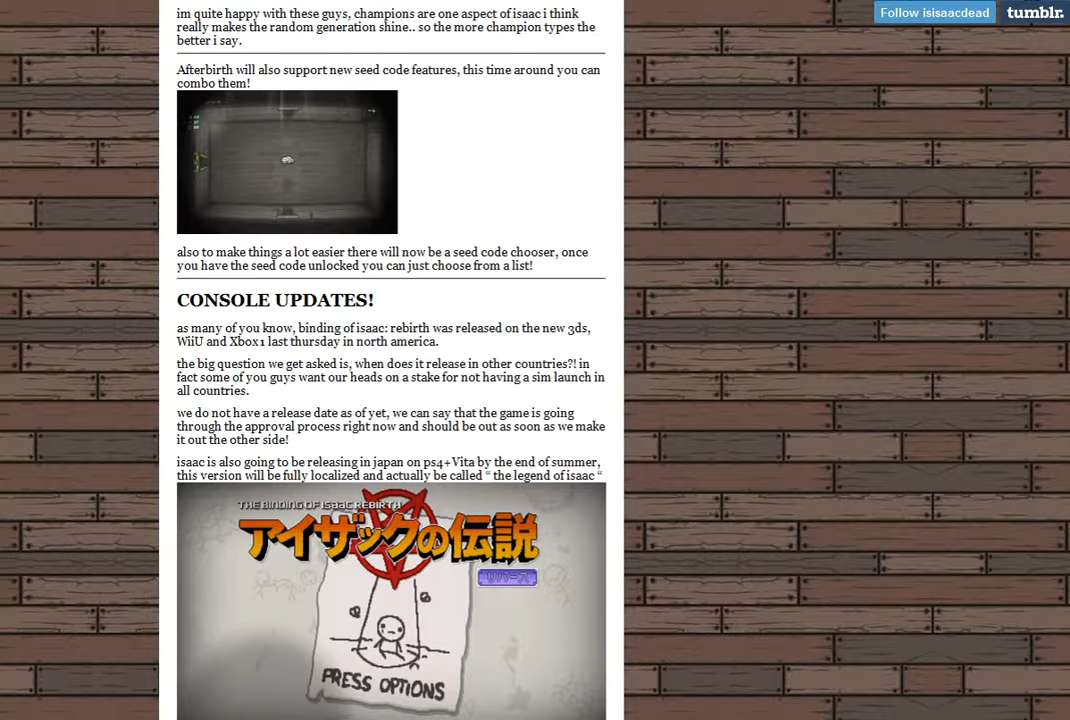 im quite happy with these guys, champions are one aspect of isaac i think
really makes the random generation shine.. so the more champion types the
better i say.
Follow isisaacdead
tumblr.
Afterbirth will also support new seed code features, this time around you can
combo them!
also to make things a lot easier there will now be a seed code chooser, once
you have the seed code unlocked you can just choose from a list!
CONSOLE UPDATES!
as many of you know, binding of isaac: rebirth was released on the new 3ds,
WiiU and Xbox1 last thursday in north america.
the big question we get asked is, when does it release in other countries?! in
fact some of you guys want our heads on a stake for not having a sim launch in
all countries.
we do not have a release date as of yet, we can say that the game is going
through the approval process right now and should be out as soon as we make
it out the other side!
isaac is also going to be releasing in japan on ps4+Vita by the end of summer,
this version will be fully localized and actually be called “ the legend of isaac “
THE BINDING OF ISAAC REBIRTH
アイザックの伝説
リバース
PRESS OPTIONS